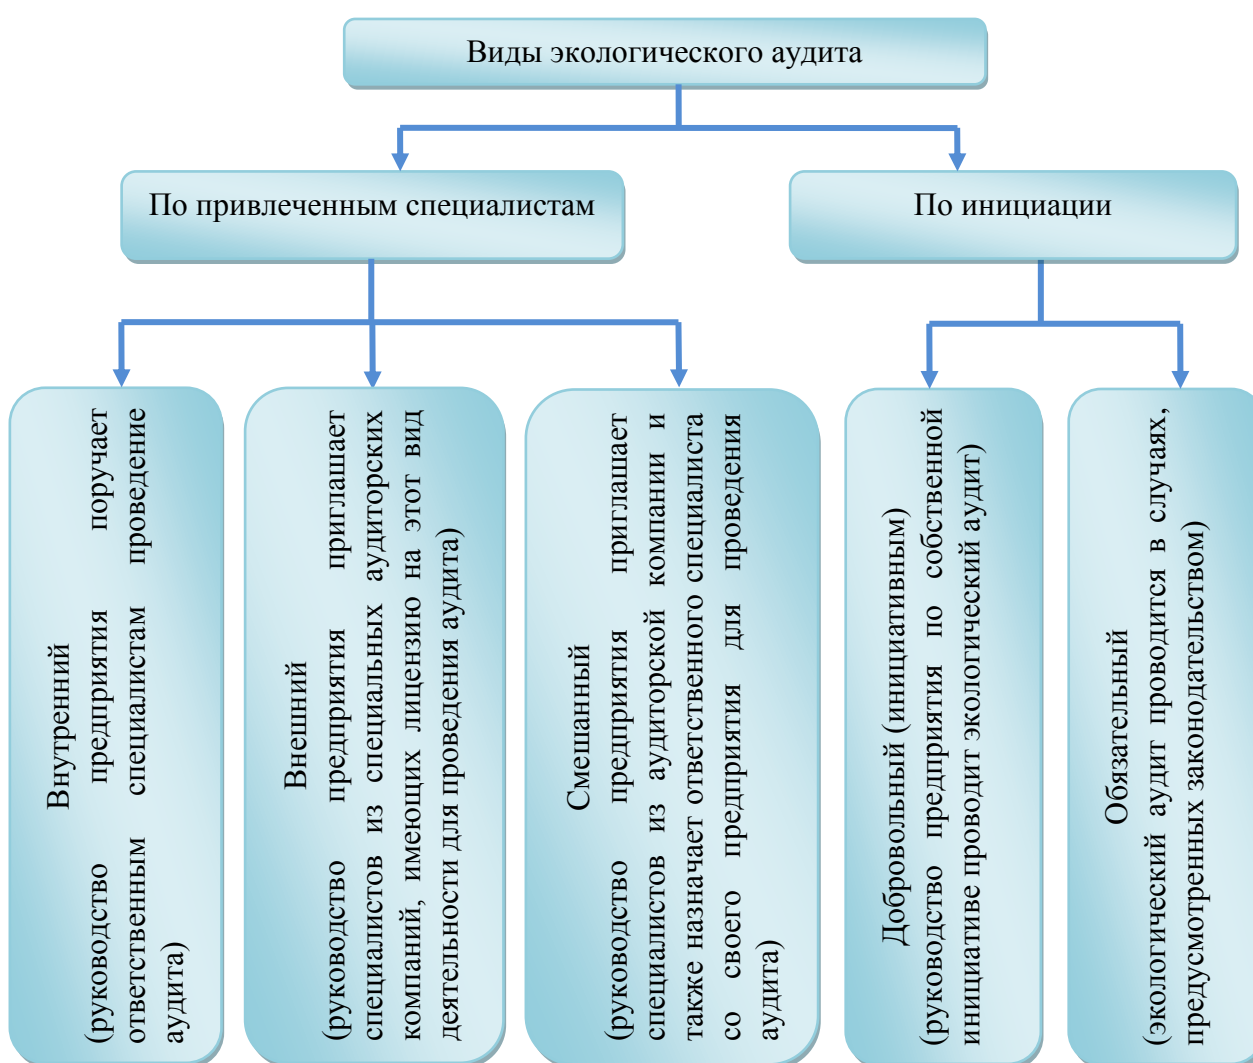 Виды экологического аудита
По привлеченным специалистам
По инициации
Внутренний
(руководство предприятия поручает
ответственным специалистам проведение
аудита)
Внешний
(руководство предприятия приглашает
специалистов из специальных аудиторских
компаний, имеющих лицензию на этот вид
деятельности для проведения аудита)
Смешанный
(руководство предприятия приглашает
специалистов из аудиторской компании и
также назначает ответственного специалиста
со своего предприятия для проведения
аудита)
Добровольный (инициативным)
(руководство предприятия по собственной
инициативе проводит экологический аудит)
Обязательный
(экологический аудит проводится в случаях,
предусмотренных законодательством)